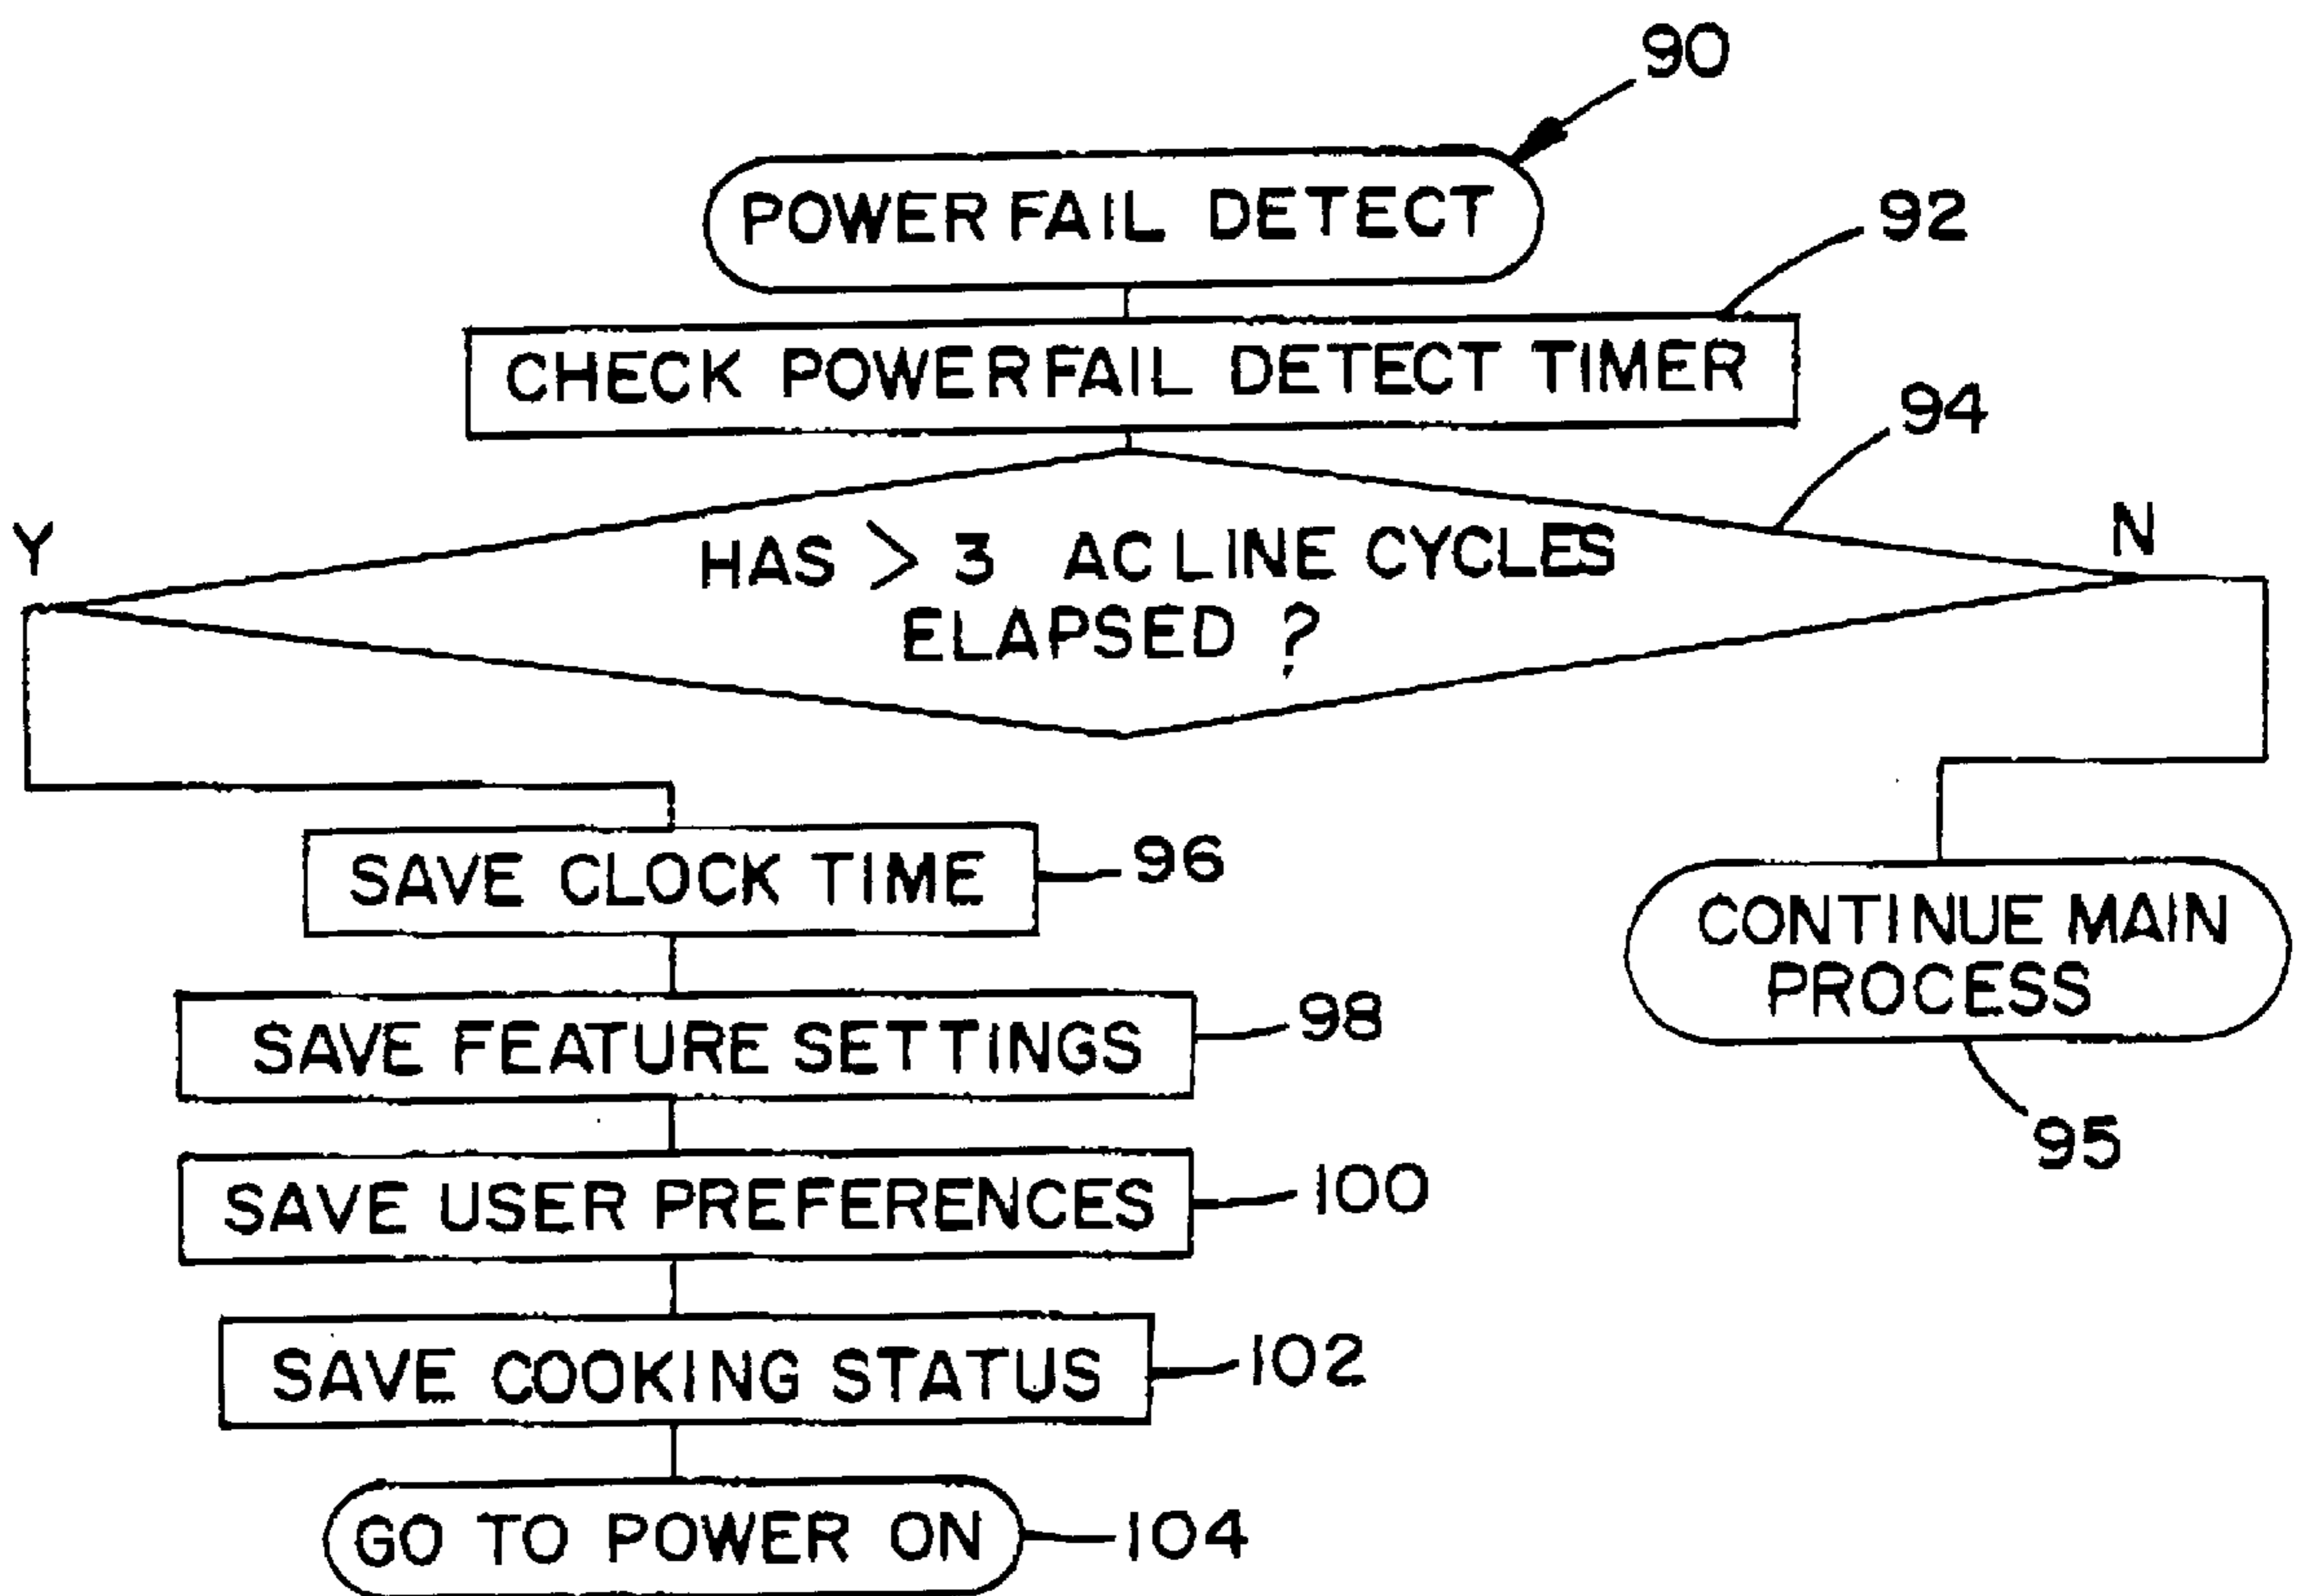 90
POWER FAIL DETECT
92
CHECK POWER FAIL DETECT TIMER
94
Y
N
HAS > 3 AC LINE CYCLES
ELAPSED ?
SAVE CLOCK TIME
96
CONTINUE MAIN
PROCESS
95
SAVE FEATURE SETTINGS
98
SAVE USER PREFERENCES
100
SAVE COOKING STATUS
102
GO TO POWER ON
104